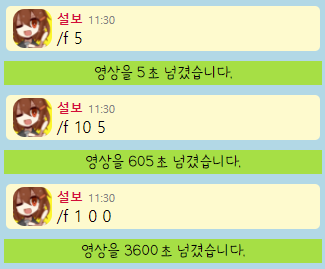 설보 11:30
/f 5
영상을 5초 넘겼습니다.
설보 11:30
/f 10 5
영상을 605초 넘겼습니다.
설보 11:30
/f 1 0 0
영상을 3600초 넘겼습니다.